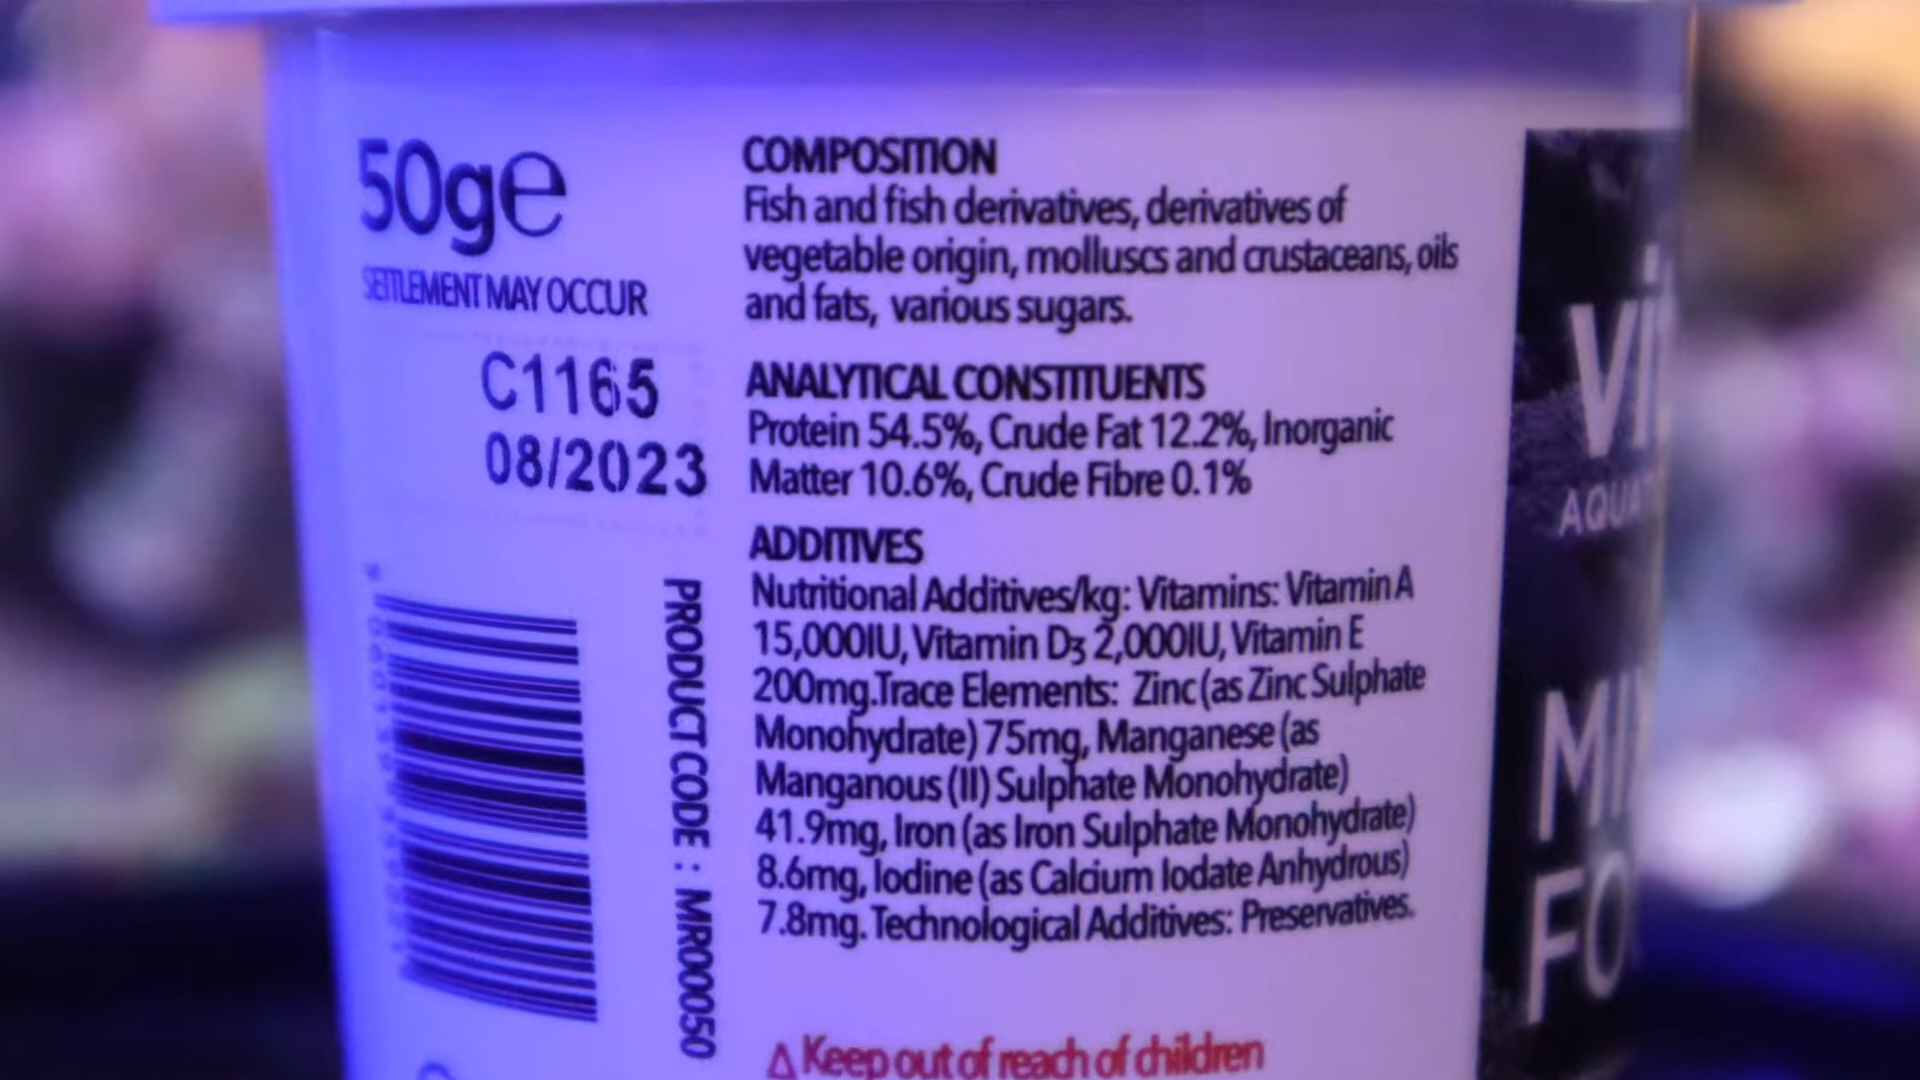 50g℮
SETTLEMENT MAY OCCUR
C1165
08/2023
PRODUCT CODE : MR00050
COMPOSITION
Fish and fish derivatives, derivatives of
vegetable origin, molluscs and crustaceans, oils
and fats, various sugars.
ANALYTICAL CONSTITUENTS
Protein 54.5%, Crude Fat 12.2%, Inorganic
Matter 10.6%, Crude Fibre 0.1%
ADDITIVES
Nutritional Additives/kg: Vitamins: Vitamin A
15,000IU, Vitamin D3 2,000IU, Vitamin E
200mg.Trace Elements: Zinc (as Zinc Sulphate
Monohydrate) 75mg, Manganese (as
Manganous (II) Sulphate Monohydrate)
41.9mg, Iron (as Iron Sulphate Monohydrate)
8.6mg, Iodine (as Calcium Iodate Anhydrous)
7.8mg. Technological Additives: Preservatives.
Keep out of reach of children